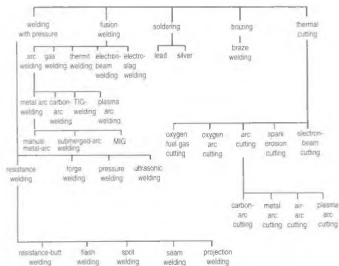 welding with pressure
fusion welding
soldering
brazing
thermal cutting
arc welding
gas welding
thermit welding
electron-beam welding
electro-slag welding
lead
silver
braze welding
metal arc welding
carbon-arc welding
TIG-welding
plasma arc welding
manual metal-arc
submerged-arc welding
MIG
oxygen fuel gas cutting
oxygen arc cutting
arc cutting
spark erosion cutting
electron-beam cutting
resistance welding
forge welding
pressure welding
ultrasonic welding
carbon-arc cutting
metal arc cutting
air-arc cutting
plasma arc cutting
resistance-butt welding
flash welding
spot welding
seam welding
projection welding